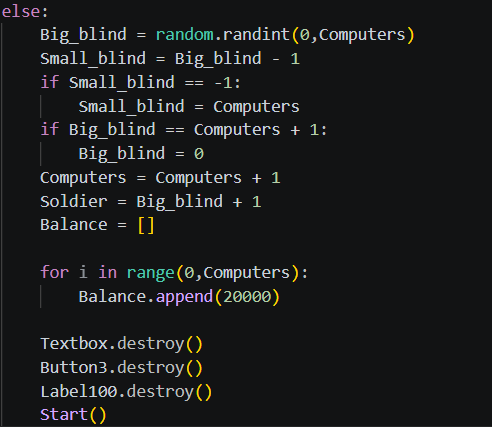 else:
    Big_blind = random.randint(0,Computers)
    Small_blind = Big_blind - 1
    if Small_blind == -1:
        Small_blind = Computers
    if Big_blind == Computers + 1:
        Big_blind = 0
    Computers = Computers + 1
    Soldier = Big_blind + 1
    Balance = []

    for i in range(0,Computers):
        Balance.append(20000)

    Textbox.destroy()
    Button3.destroy()
    Label100.destroy()
    Start()